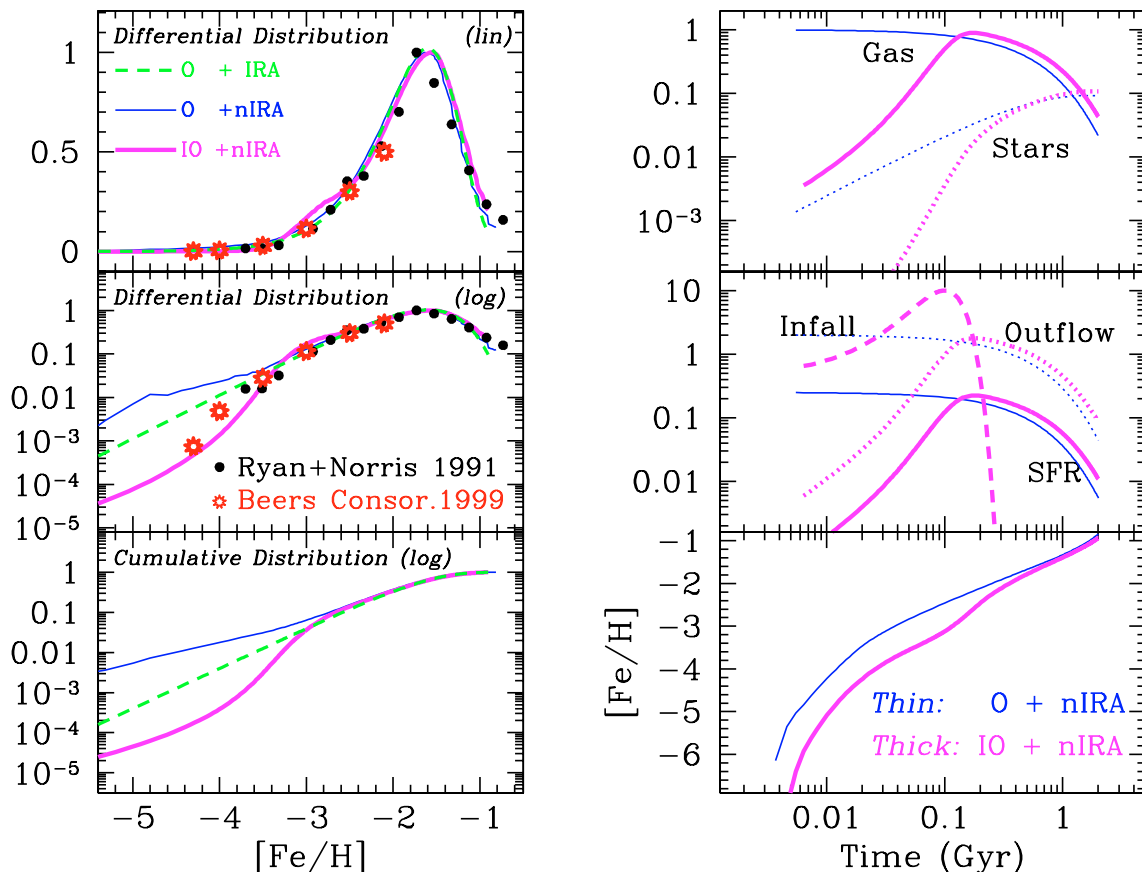 Differential Distribution (lin)
O + IRA
O +nIRA
IO +nIRA
1
0.5
0
Differential Distribution (log)
1
0.1
0.01
10−3
10−4
10−5
Ryan+Norris 1991
Beers Consor.1999
Cumulative Distribution (log)
1
0.1
0.01
10−3
10−4
10−5
−5 −4 −3 −2 −1
[Fe/H]
1
0.1
0.01
10−3
Gas
Stars
10
1
0.1
0.01
Infall
Outflow
SFR
−1
−2
−3
−4
−5
−6
[Fe/H]
Thin: O + nIRA
Thick: IO + nIRA
0.01 0.1 1
Time (Gyr)